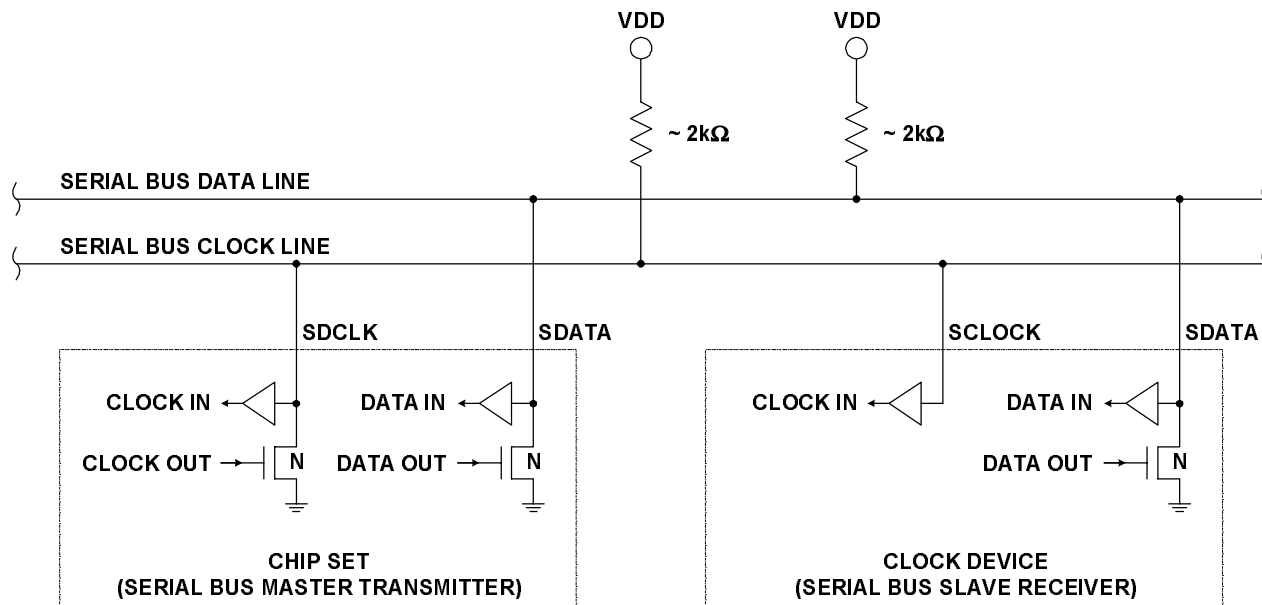 VDD
VDD
~ 2kΩ
~ 2kΩ
SERIAL BUS DATA LINE
SERIAL BUS CLOCK LINE
SDCLK
SDATA
SCLOCK
SDATA
CLOCK IN
DATA IN
CLOCK IN
DATA IN
CLOCK OUT
N
DATA OUT
N
DATA OUT
N
CHIP SET
(SERIAL BUS MASTER TRANSMITTER)
CLOCK DEVICE
(SERIAL BUS SLAVE RECEIVER)